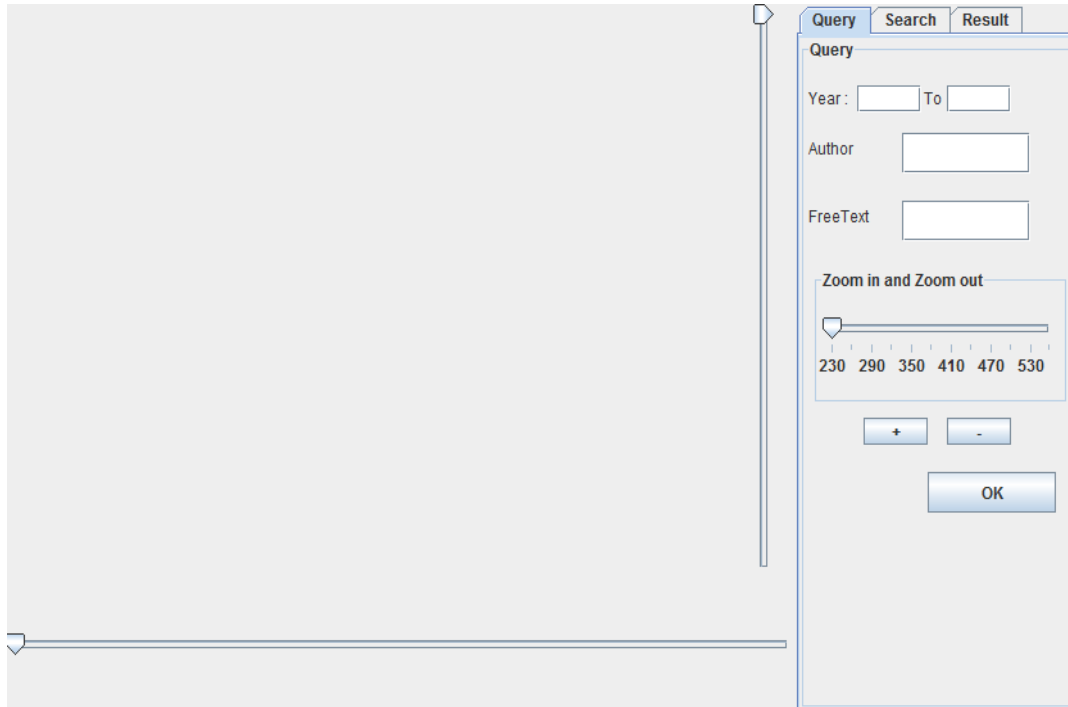 Query Search Result
Query
Year : To
Author
FreeText
Zoom in and Zoom out
230 290 350 410 470 530
+ -
OK